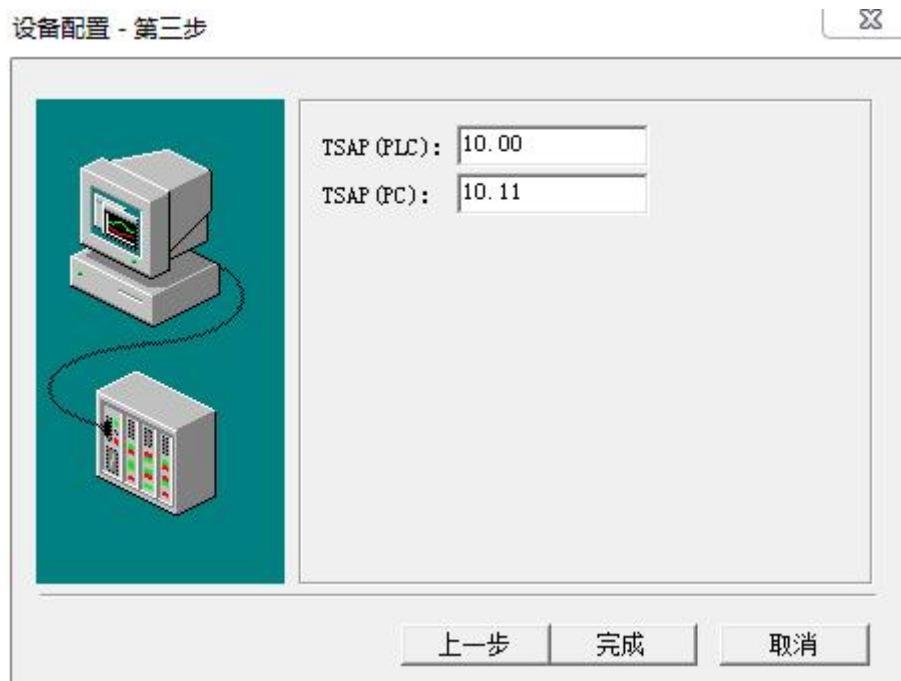 设备配置 - 第三步
TSAP(PLC): 10.00
TSAP(PC): 10.11
上一步 完成 取消